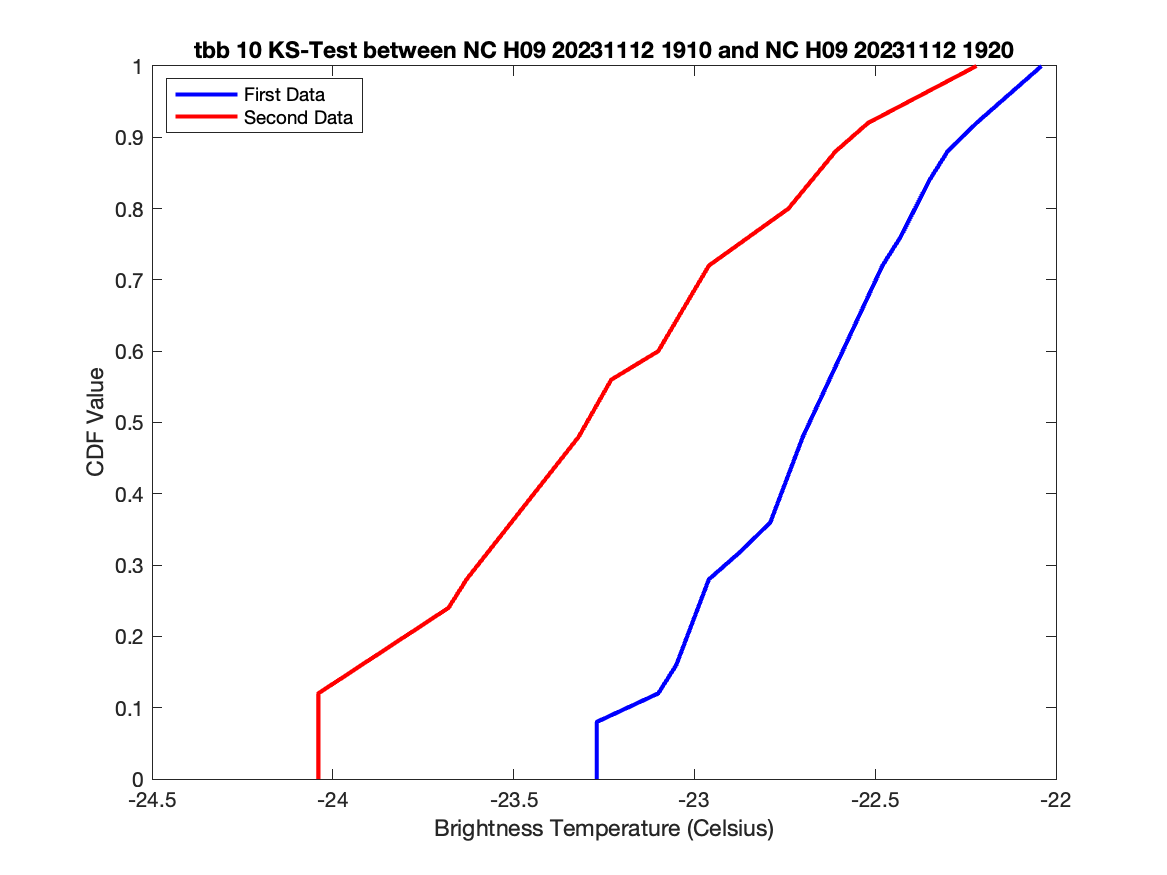 tbb 10 KS-Test between NC H09 20231112 1910 and NC H09 20231112 1920
First Data
Second Data
1
0.9
0.8
0.7
0.6
0.5
0.4
0.3
0.2
0.1
0
CDF Value
-24.5 -24 -23.5 -23 -22.5 -22
Brightness Temperature (Celsius)